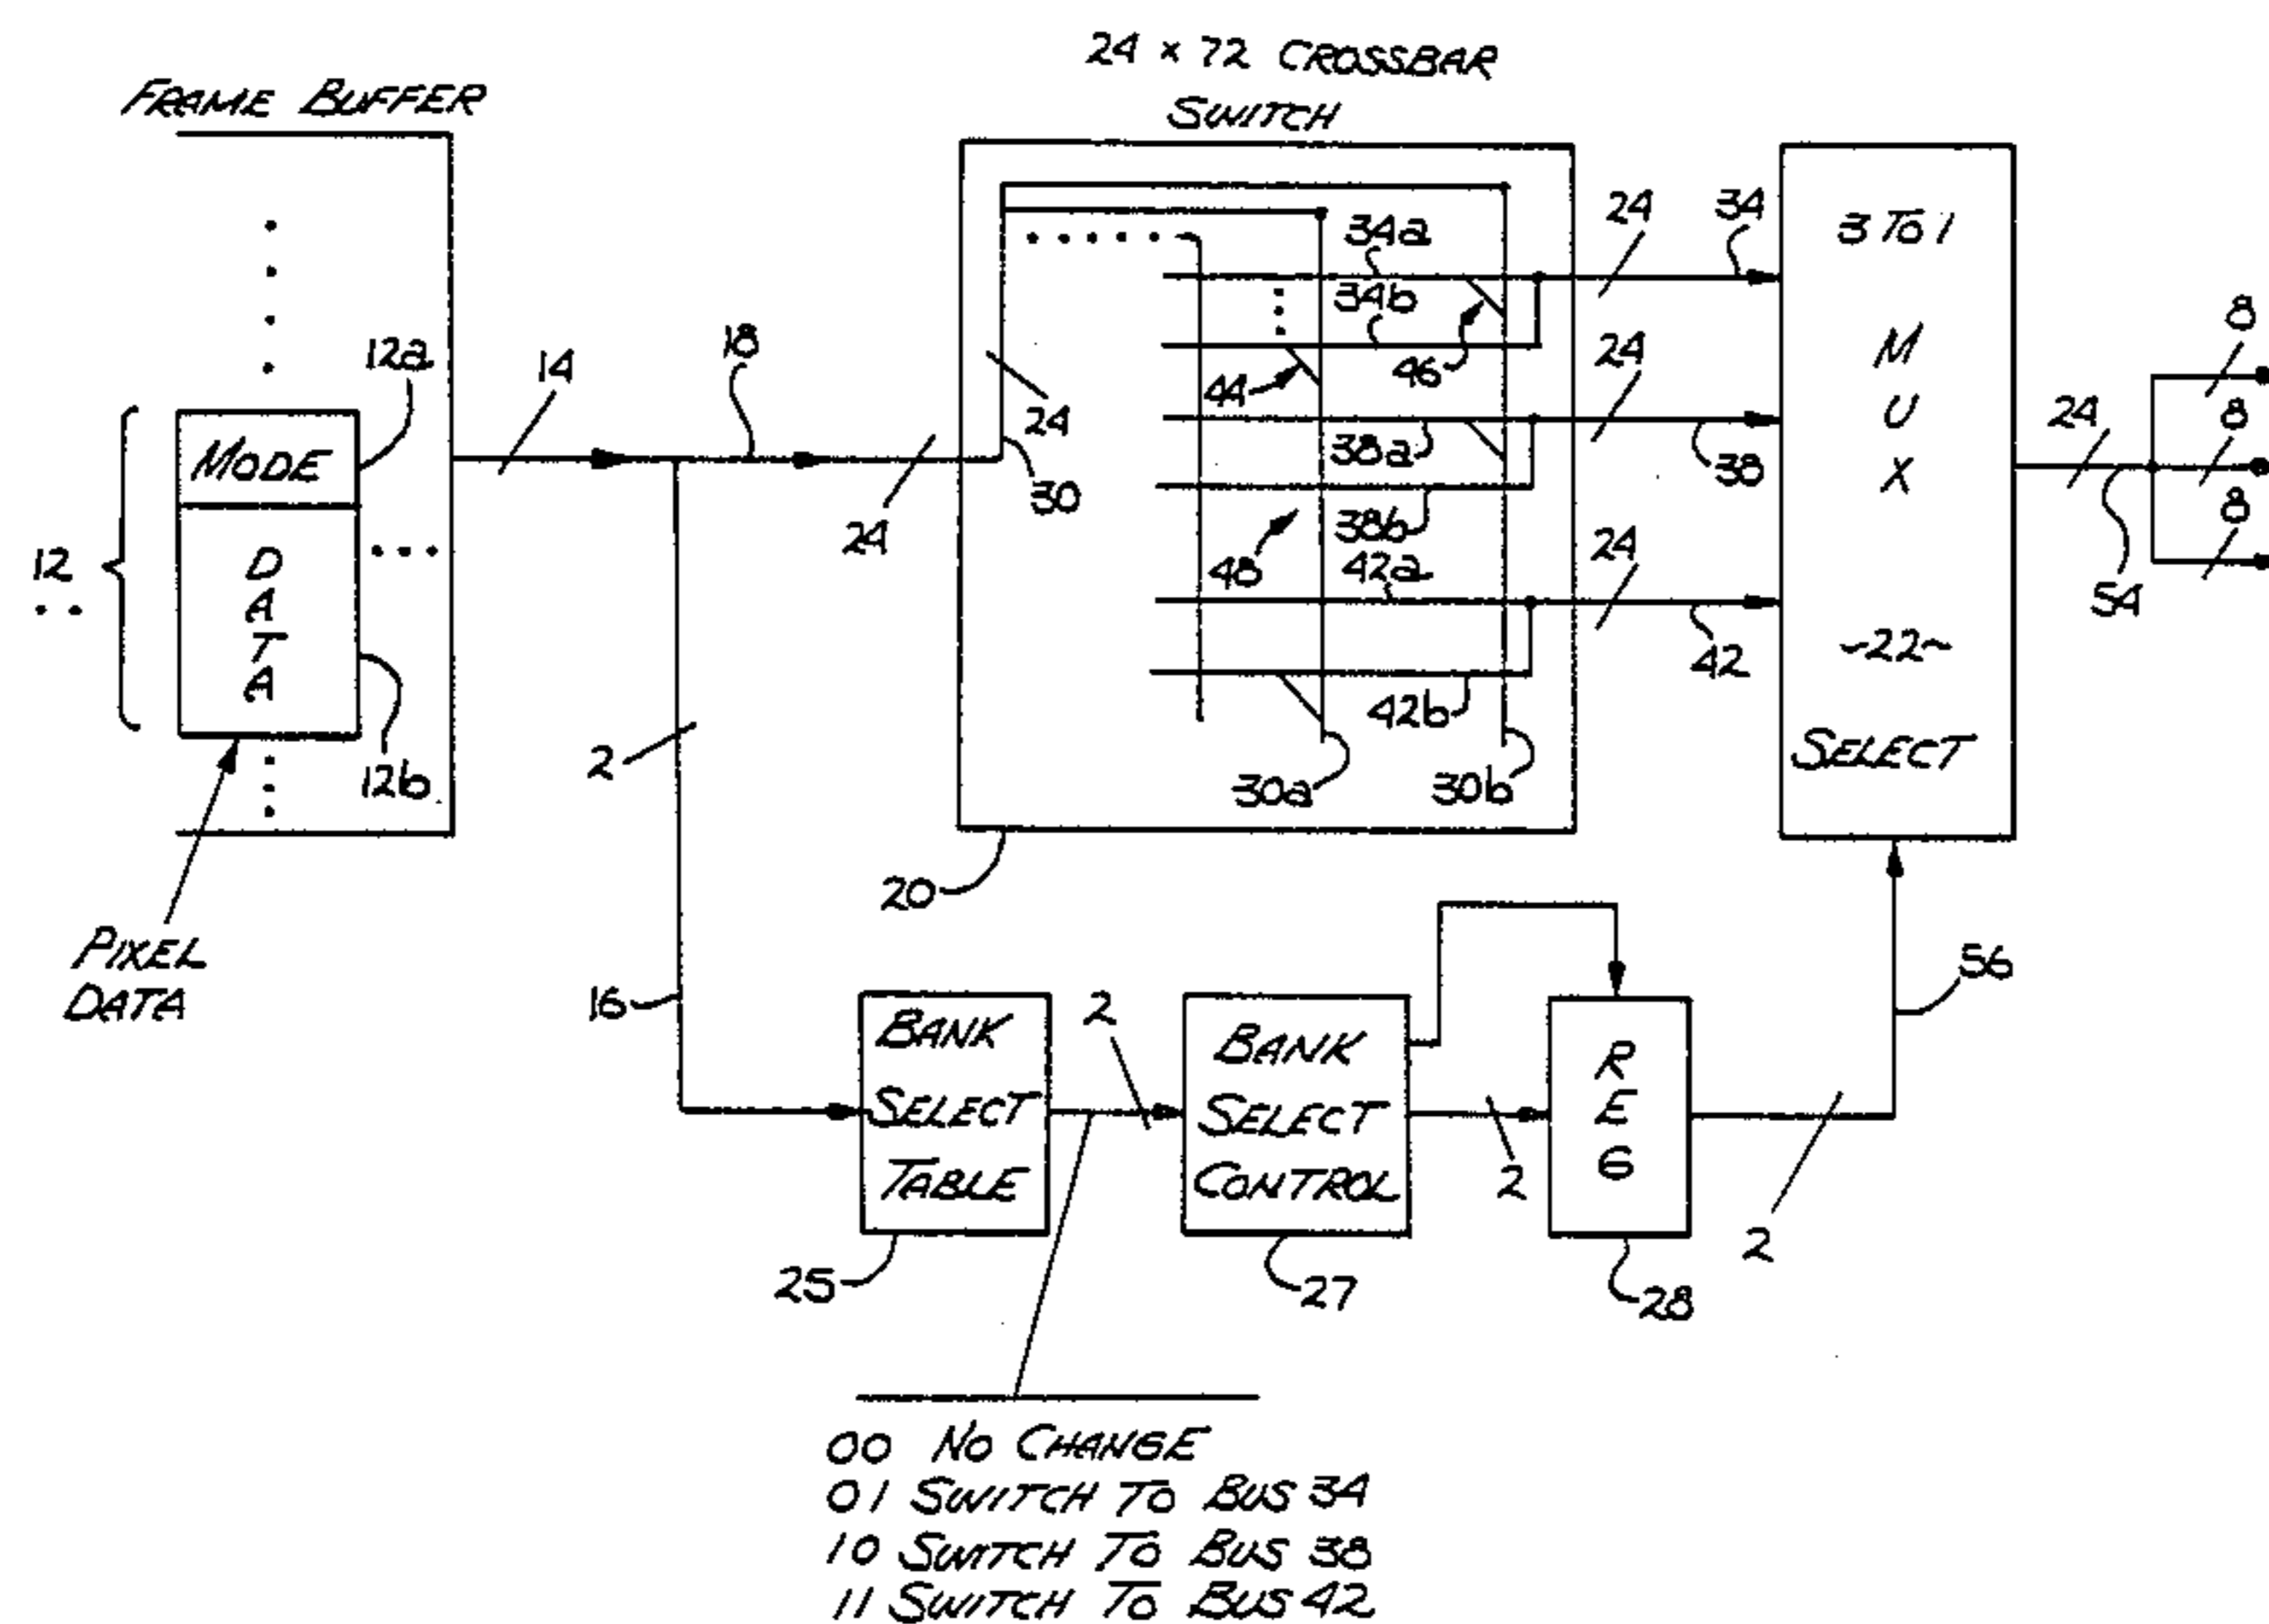 24 x 72 CROSSBAR
SWITCH
FRAME BUFFER
12
12a
MODE
DATA
12b
PIXEL
DATA
14
18
24
24
30
34a
34b
44
46
38a
38b
48
42a
42b
30a
30b
20
24
34
24
38
24
42
3 TO 1
MUX
~22~
SELECT
24
54
8
8
8
2
16
BANK
SELECT
TABLE
25
2
BANK
SELECT
CONTROL
27
2
REG
28
2
56
00 NO CHANGE
01 SWITCH TO BUS 34
10 SWITCH TO BUS 38
11 SWITCH TO BUS 42